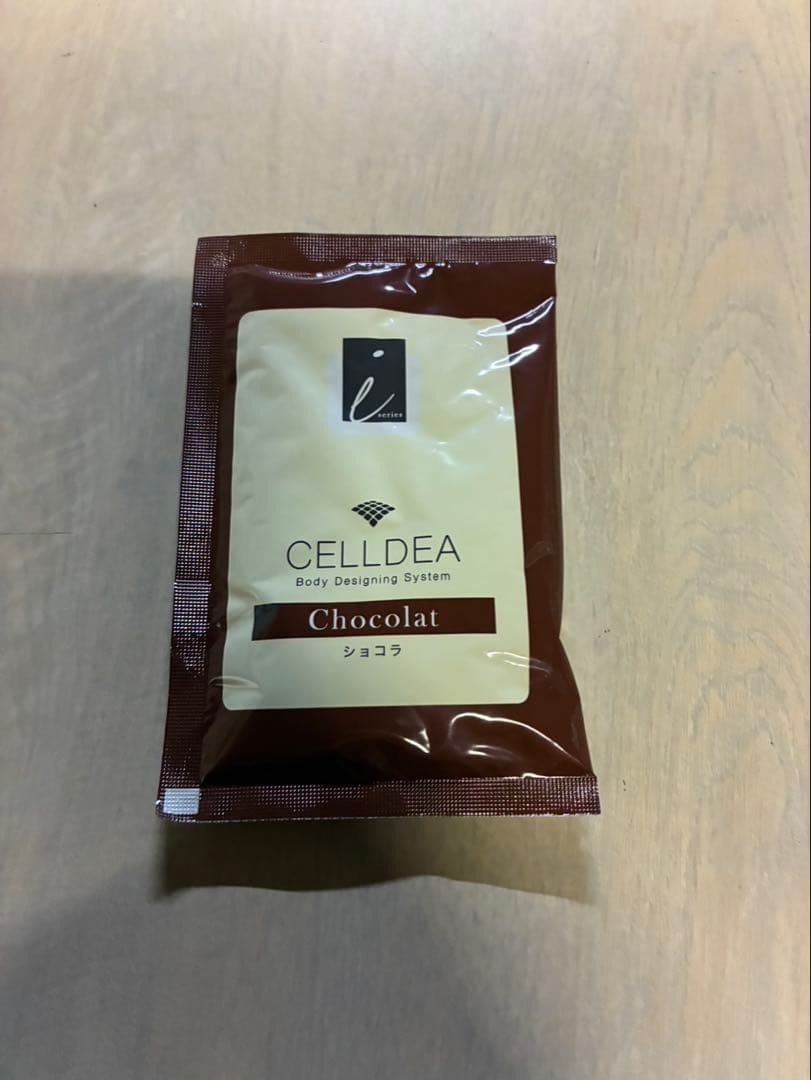 i
series
CELLDEA
Body Designing System
Chocolat
ショコラ